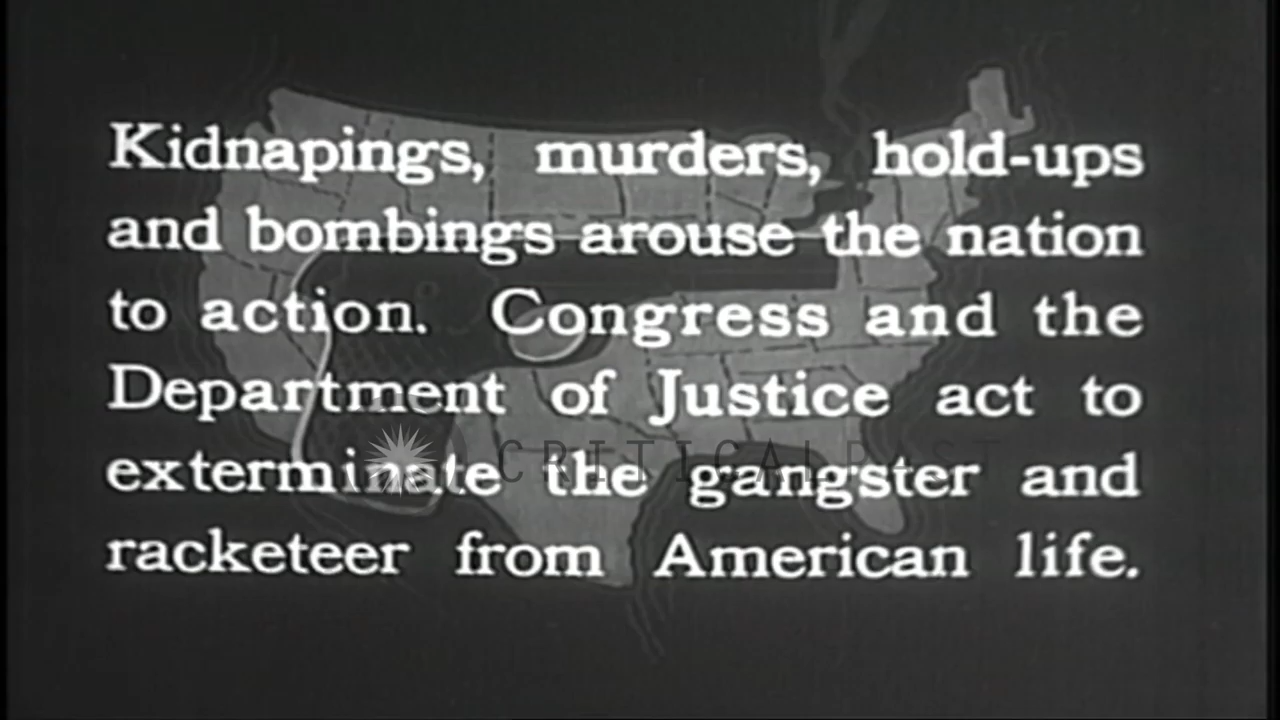 Kidnapings, murders, hold-ups
and bombings arouse the nation
to action. Congress and the
Department of Justice act to
exterminate the gangster and
racketeer from American life.
CRITICALPAST